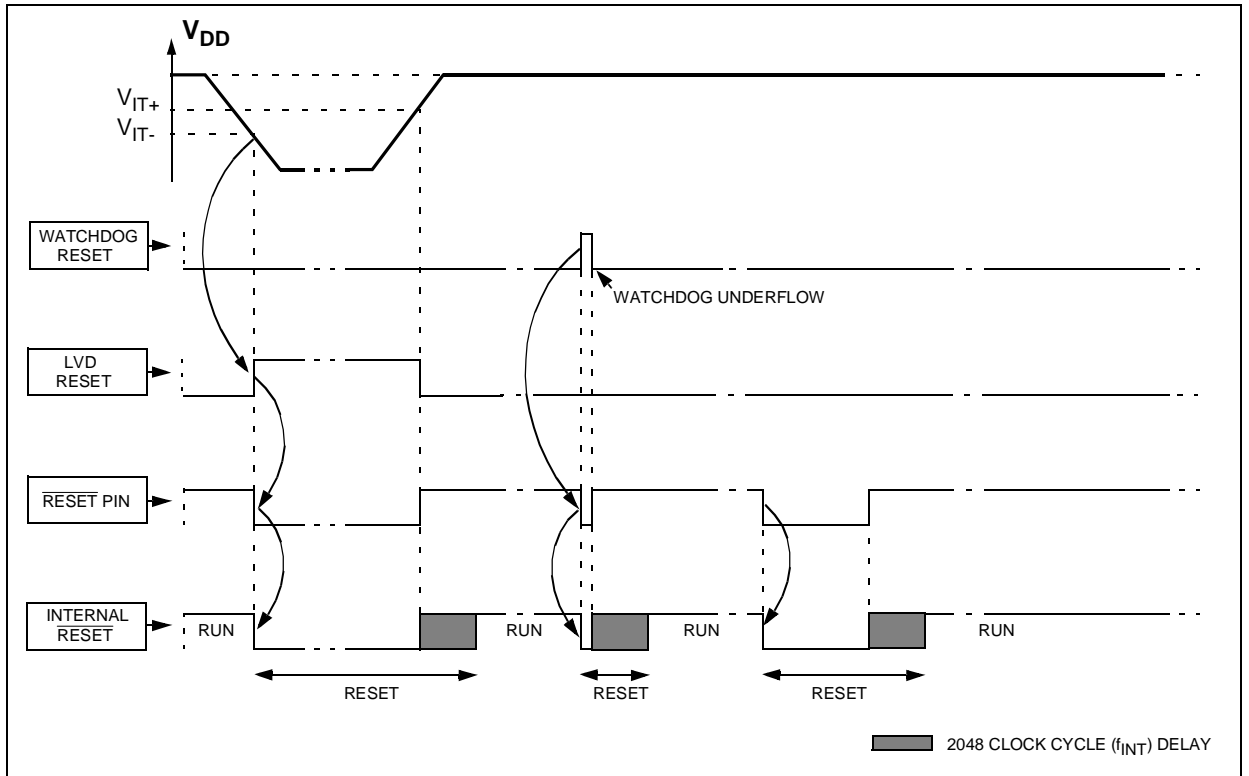 VDD
VIT+
VIT-
WATCHDOG
RESET
WATCHDOG UNDERFLOW
LVD
RESET
RESET PIN
INTERNAL
RESET
RUN
RUN
RUN
RUN
RESET
RESET
RESET
2048 CLOCK CYCLE (fINT) DELAY